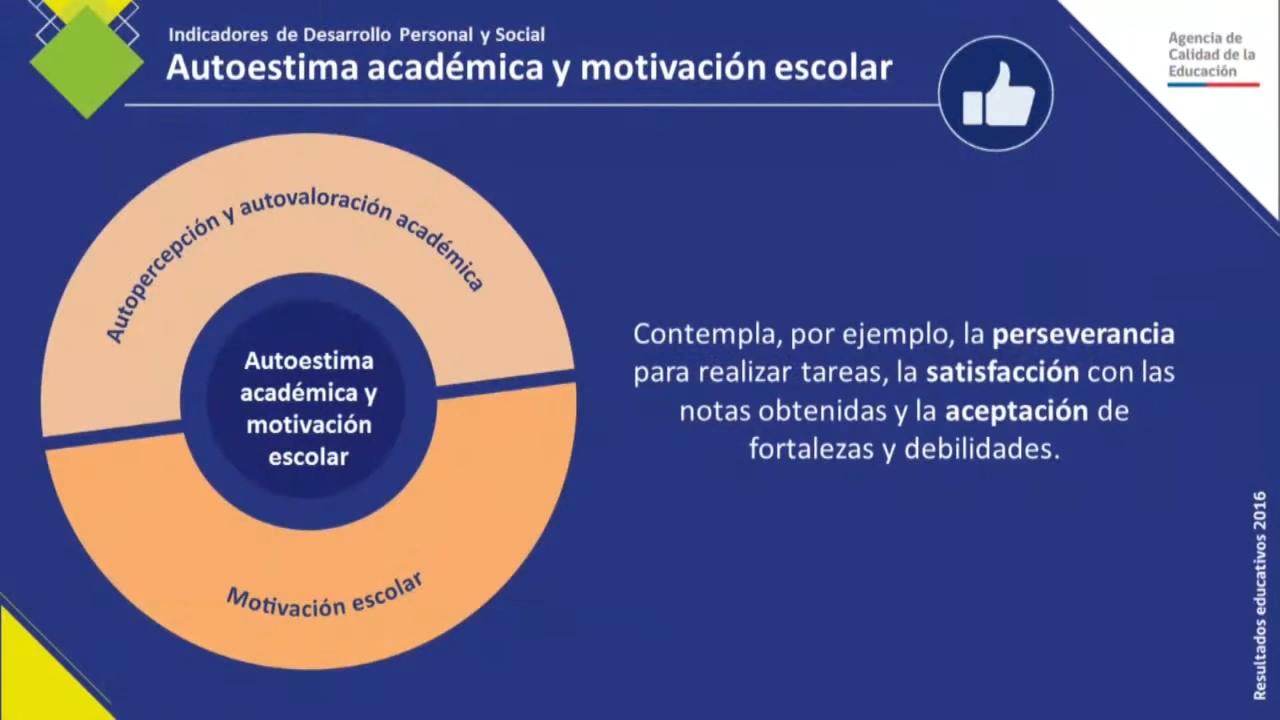 Indicadores de Desarrollo Personal y Social
Autoestima académica y motivación escolar
Agencia de
Calidad de la
Educación
Autopercepción y autovaloración académica
Autoestima
académica y
motivación
escolar
Motivación escolar
Contempla, por ejemplo, la perseverancia
para realizar tareas, la satisfacción con las
notas obtenidas y la aceptación de
fortalezas y debilidades.
Resultados educativos 2016